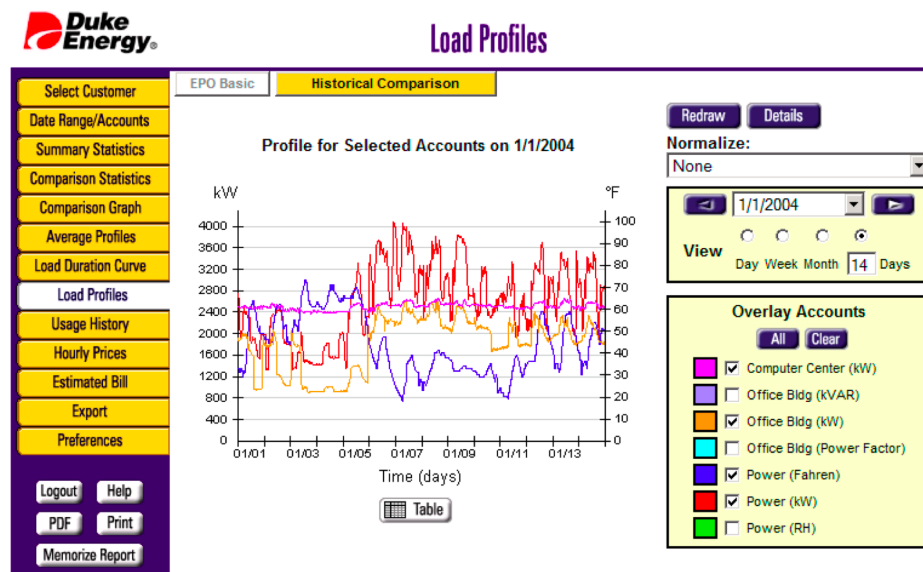 Duke
Energy®
Load Profiles
EPO Basic
Historical Comparison
Select Customer
Date Range/Accounts
Summary Statistics
Comparison Statistics
Comparison Graph
Average Profiles
Load Duration Curve
Load Profiles
Usage History
Hourly Prices
Estimated Bill
Export
Preferences
Logout Help
PDF Print
Memorize Report
Profile for Selected Accounts on 1/1/2004
kW °F
4000
3600
3200
2800
2400
2000
1600
1200
800
400
0
100
90
80
70
60
50
40
30
20
10
0
01/01 01/03 01/05 01/07 01/09 01/11 01/13
Time (days)
Table
Redraw Details
Normalize:
None
1/1/2004
View
Day Week Month 14 Days
Overlay Accounts
All Clear
Computer Center (kW)
Office Bldg (kVAR)
Office Bldg (kW)
Office Bldg (Power Factor)
Power (Fahren)
Power (kW)
Power (RH)